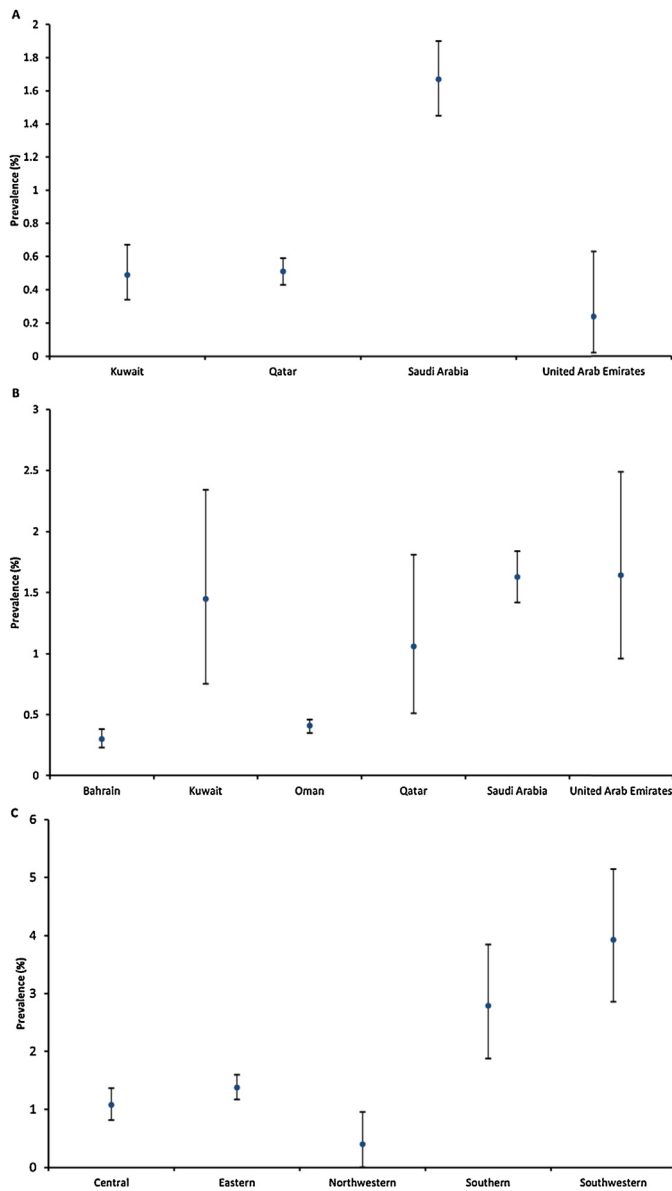 A
Prevalence (%)
2
1.8
1.6
1.4
1.2
1
0.8
0.6
0.4
0.2
0
Kuwait Qatar Saudi Arabia United Arab Emirates
B
Prevalence (%)
3
2.5
2
1.5
1
0.5
0
Bahrain Kuwait Oman Qatar Saudi Arabia United Arab Emirates
C
Prevalence (%)
6
5
4
3
2
1
0
Central Eastern Northwestern Southern Southwestern